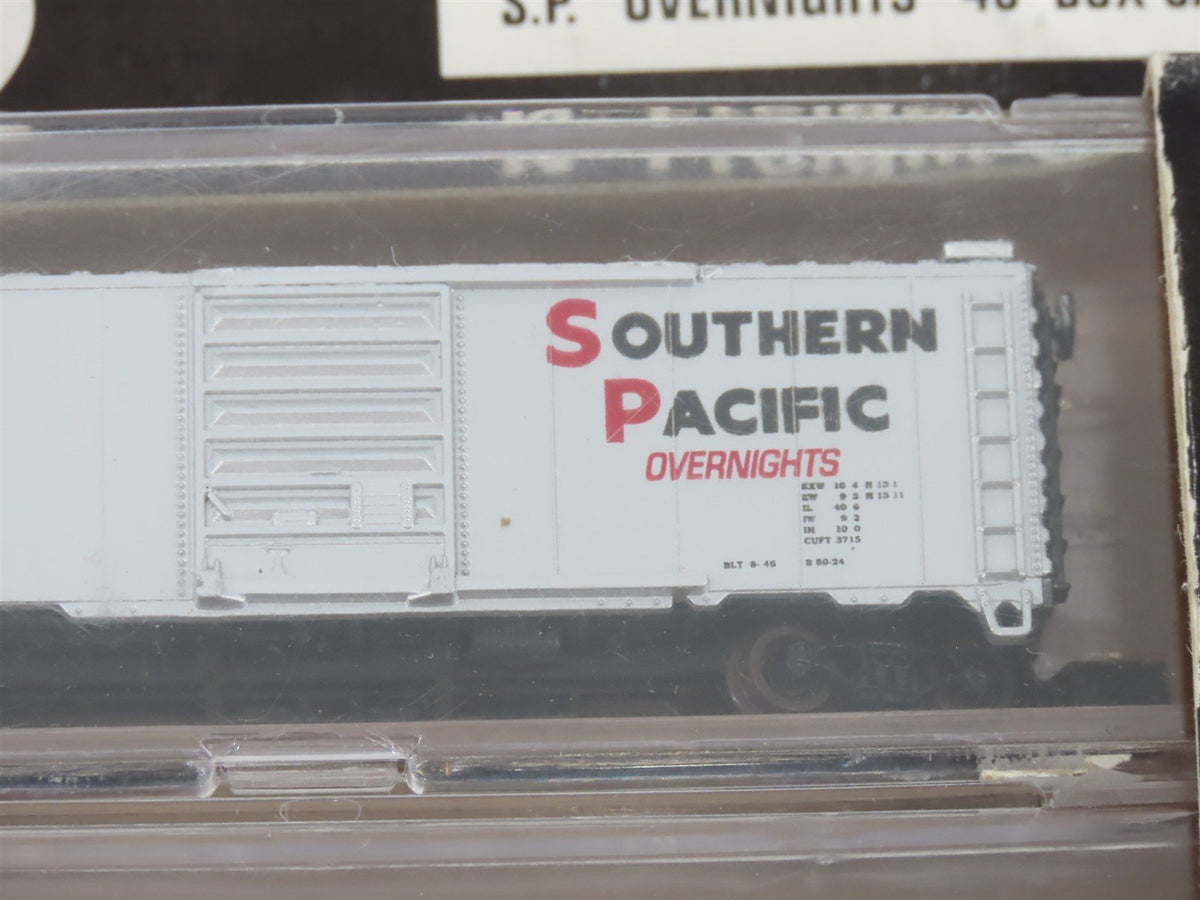 S.P. OVERNIGHTS 40' BOX
SOUTHERN
PACIFIC
OVERNIGHTS
EXW 10 4 H 13 1
EW 9 3 H 13 11
IL 40 6
IW 9 2
IH 10 0
CUFT 3715
BLT 8-46 B 50-24